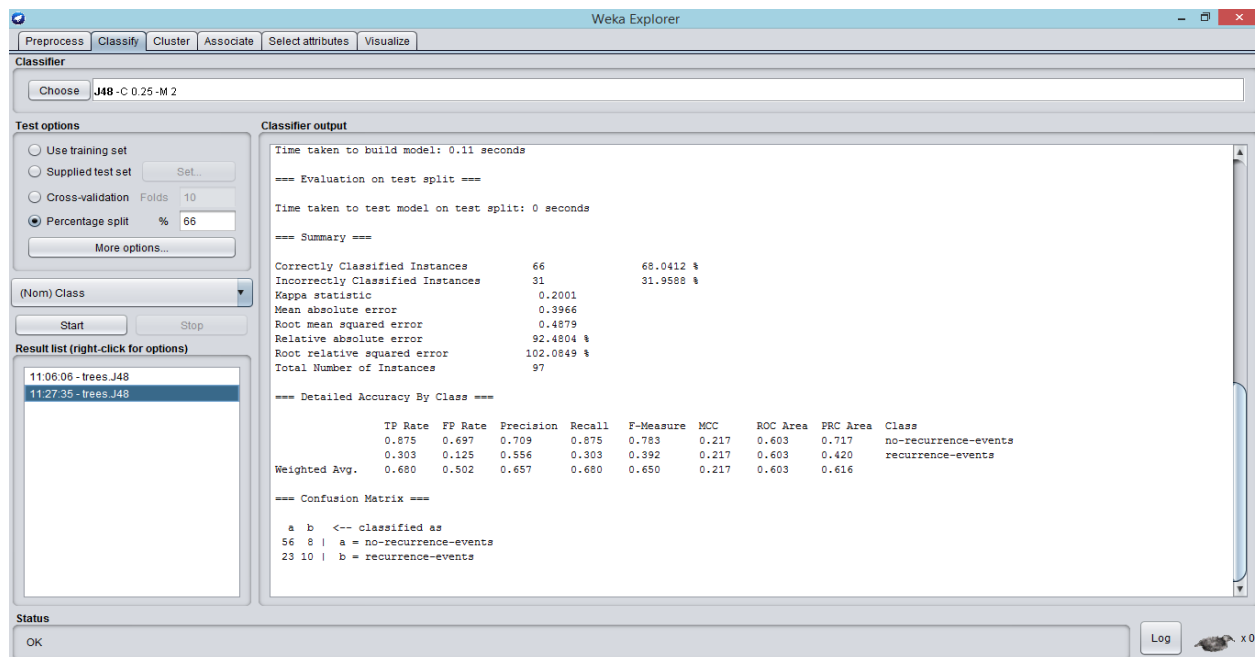 Weka Explorer
Preprocess Classify Cluster Associate Select attributes Visualize
Classifier
Choose J48 -C 0.25 -M 2
Test options
Use training set
Supplied test set Set...
Cross-validation Folds 10
Percentage split % 66
More options...
(Nom) Class
Start Stop
Result list (right-click for options)
11:06:06 - trees.J48
11:27:35 - trees.J48
Classifier output
Time taken to build model: 0.11 seconds
=== Evaluation on test split ===
Time taken to test model on test split: 0 seconds
=== Summary ===
Correctly Classified Instances 66 68.0412 %
Incorrectly Classified Instances 31 31.9588 %
Kappa statistic 0.2001
Mean absolute error 0.3966
Root mean squared error 0.4879
Relative absolute error 92.4804 %
Root relative squared error 102.0849 %
Total Number of Instances 97
=== Detailed Accuracy By Class ===
TP Rate FP Rate Precision Recall F-Measure MCC ROC Area PRC Area Class
0.875 0.697 0.709 0.875 0.783 0.217 0.603 0.717 no-recurrence-events
0.303 0.125 0.556 0.303 0.392 0.217 0.603 0.420 recurrence-events
Weighted Avg. 0.680 0.502 0.657 0.680 0.650 0.217 0.603 0.616
=== Confusion Matrix ===
a b <-- classified as
56 8 | a = no-recurrence-events
23 10 | b = recurrence-events
Status
OK
Log x 0